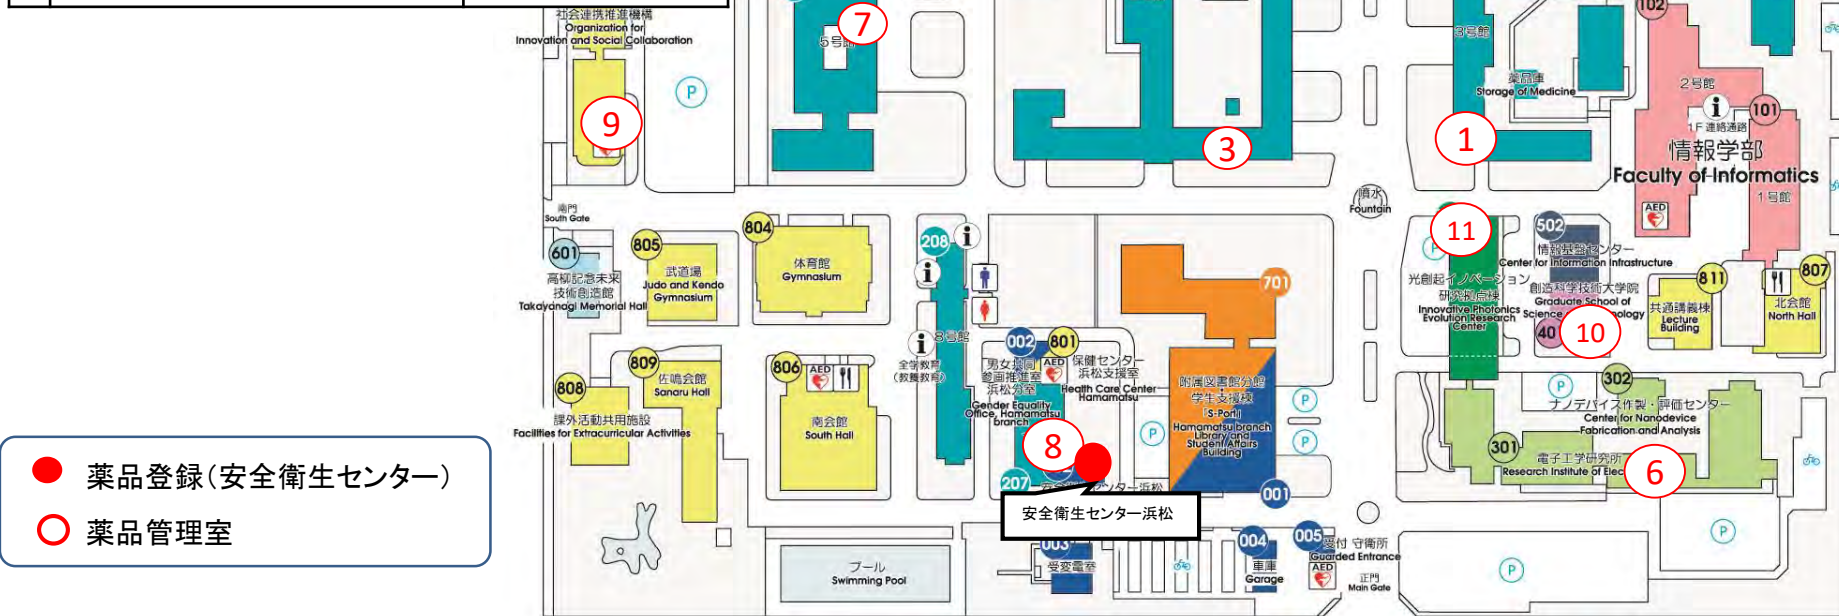 社会連携推進機構
Organization for
Innovation and Social Collaboration
5号館
7
9
P
3
3号館
薬品庫
Storage of Medicine
1
102
2号館
101
1F 連絡通路
情報学部
Faculty of Informatics
1号館
AED
南門
South Gate
601
高柳記念未来
技術創造館
Takayanagi Memorial Hall
805
武道場
Judo and Kendo
Gymnasium
804
体育館
Gymnasium
208
8号館
全学教育
(教養教育)
噴水
Fountain
11
P
光創起イノベーション
研究拠点棟
Innovative Photonics
Evolution Research
Center
502
情報基盤センター
Center for Information Infrastructure
創造科学技術大学院
Graduate School of
10
811
共通講義棟
Lecture
Building
807
北会館
North Hall
701
附属図書館分館
学生支援棟
「S-Port」
Hamamatsu branch
Library and
Student Affairs
Building
001
P
P
P
002
男女共同
参画推進室
浜松分室
Gender Equality
Office, Hamamatsu
branch
801
AED
保健センター
浜松支援室
Health Care Center
Hamamatsu
8
207
安全衛生センター浜松
808
課外活動共用施設
Facilities for Extracurricular Activities
809
佐鳴会館
Sanaru Hall
806
AED
南会館
South Hall
302
P
ナノデバイス作製・評価センター
Center for Nanodevice
Fabrication and Analysis
301
電子工学研究所
Research Institute of Elec
6
P
プール
Swimming Pool
003
受変電室
004
車庫
Garage
005
受付 守衛所
Guarded Entrance
AED
正門
Main Gate
P
薬品登録(安全衛生センター)
薬品管理室